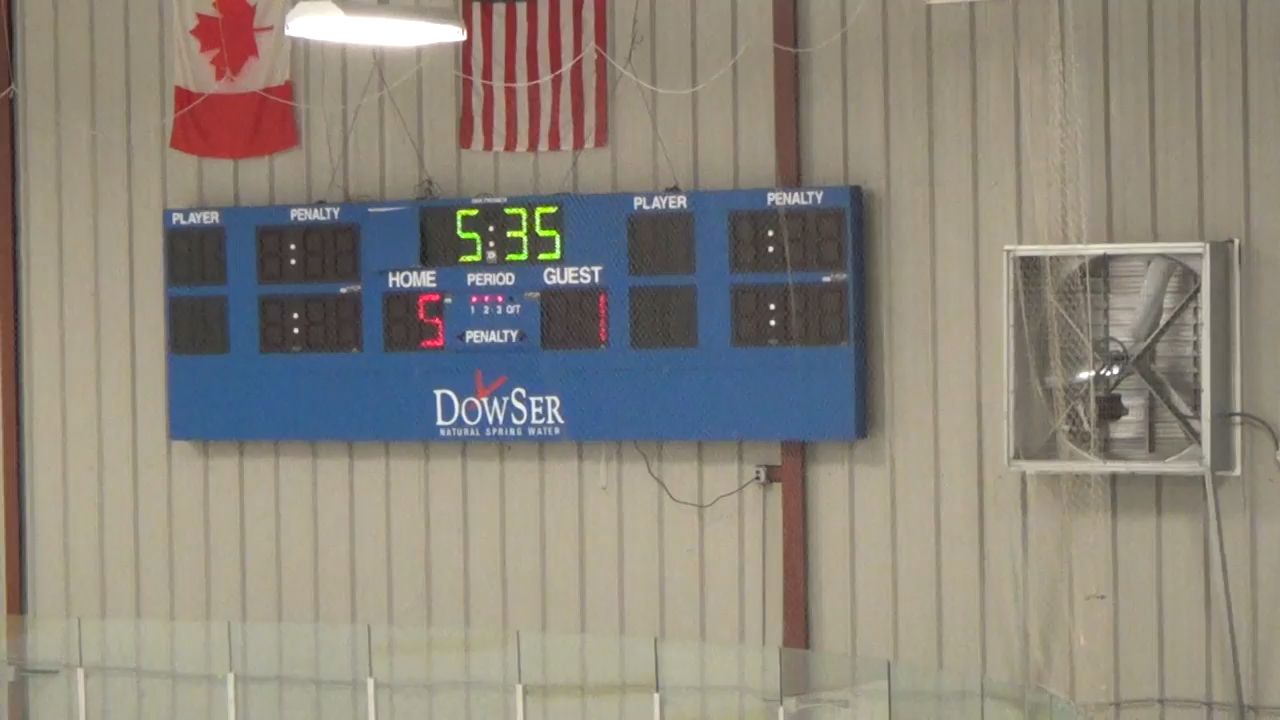 PLAYER PENALTY 5:35 PLAYER PENALTY
HOME PERIOD GUEST
5 1 2 3 O/T 1
PENALTY
DOWSER
NATURAL SPRING WATER